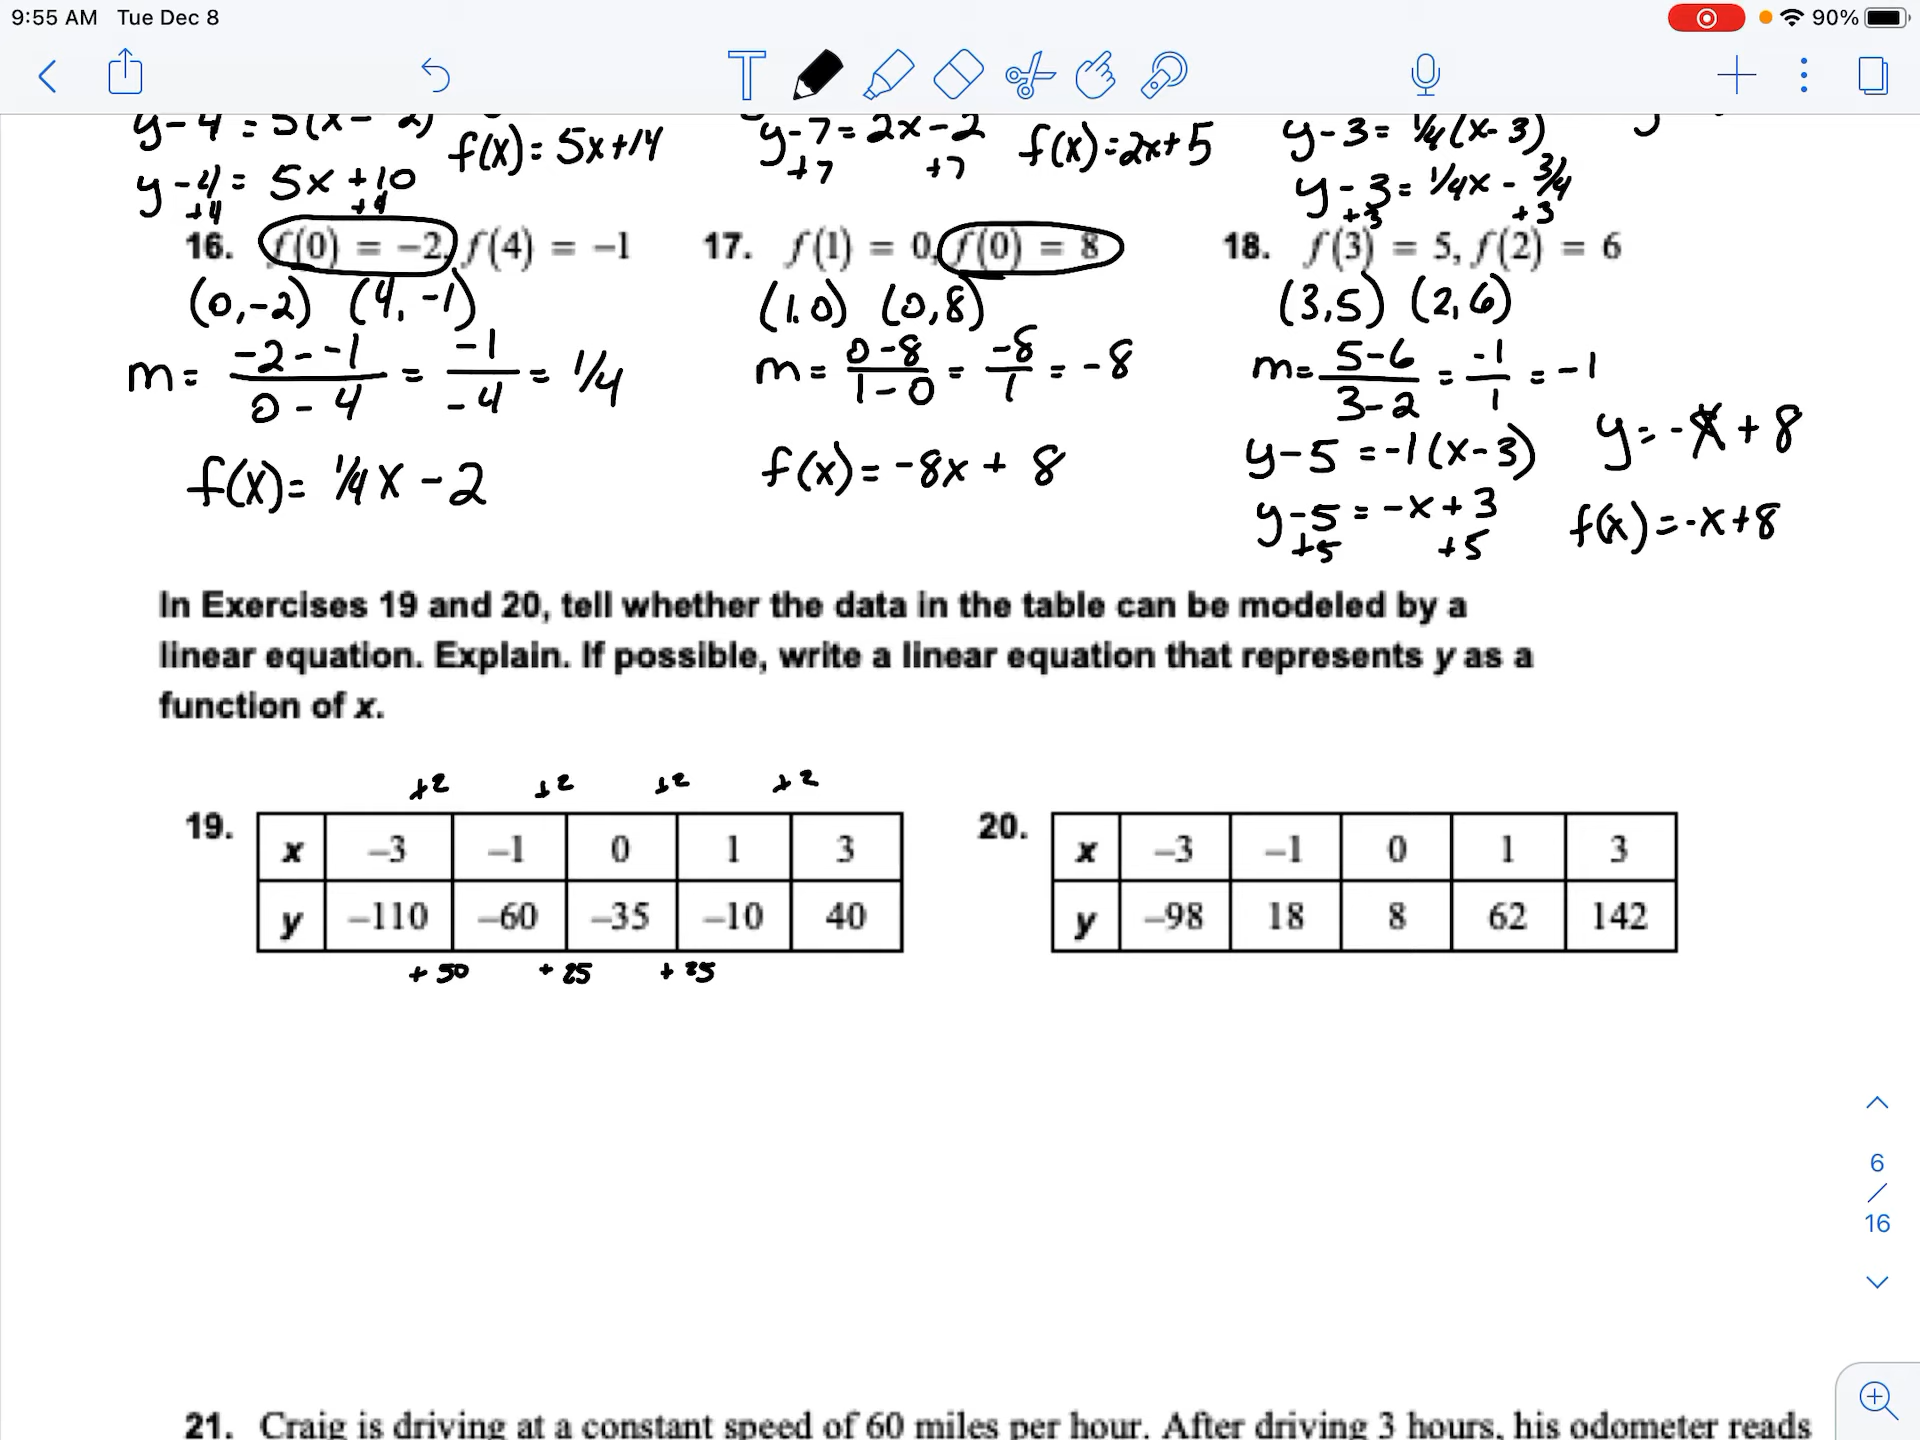 9:55 AM Tue Dec 8 90%
y-4=5(x- 2) f(x)=5x+14 y-7=2x-2 f(x)=2x+5 y-3=1/4(x-3) y
+7 +7
y-4=5x+10 y-3=1/4x-3/4
+4 +4 +3 +3
16. f(0) = −2, f(4) = −1 17. f(1) = 0, f(0) = 8 18. f(3) = 5, f(2) = 6
(0,-2) (4,-1) (1,0) (0,8) (3,5) (2,6)
m= -2--1/0-4 = -1/-4 = 1/4 m= 0-8/1-0 = -8/1 = -8 m= 5-6/3-2 = -1/1 = -1
f(x)= 1/4x-2 f(x)=-8x+8 y-5=-1(x-3) y=-x+8
y-5=-x+3 f(x)=-x+8
+5 +5
In Exercises 19 and 20, tell whether the data in the table can be modeled by a
linear equation. Explain. If possible, write a linear equation that represents y as a
function of x.
+2 +2 +2 +2
19. x −3 −1 0 1 3
y −110 −60 −35 −10 40
+50 +25 +25
20. x −3 −1 0 1 3
y −98 18 8 62 142
6
/
16
21. Craig is driving at a constant speed of 60 miles per hour. After driving 3 hours, his odometer reads